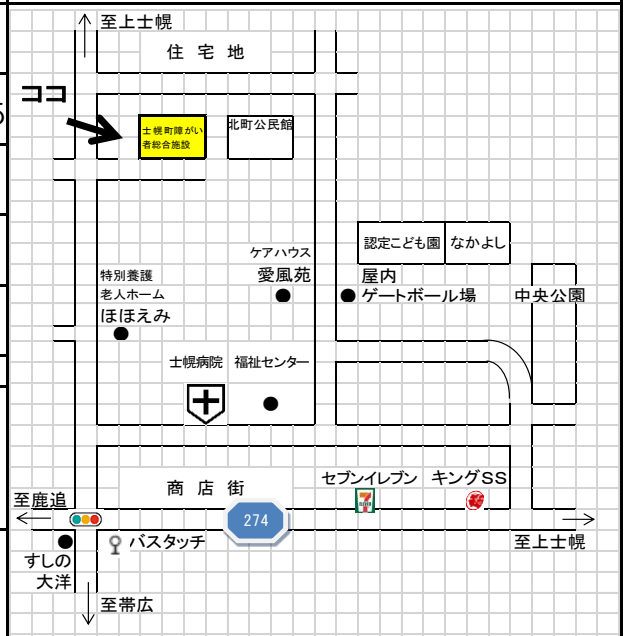 至上士幌
住宅地
ココ
士幌町障がい
者総合施設
北町公民館
認定こども園
なかよし
ケアハウス
愛風苑
屋内
ゲートボール場
中央公園
特別養護
老人ホーム
ほほえみ
士幌病院
福祉センター
セブンイレブン
キングSS
商店街
至鹿追
274
バスタッチ
至上士幌
すしの
大洋
至帯広